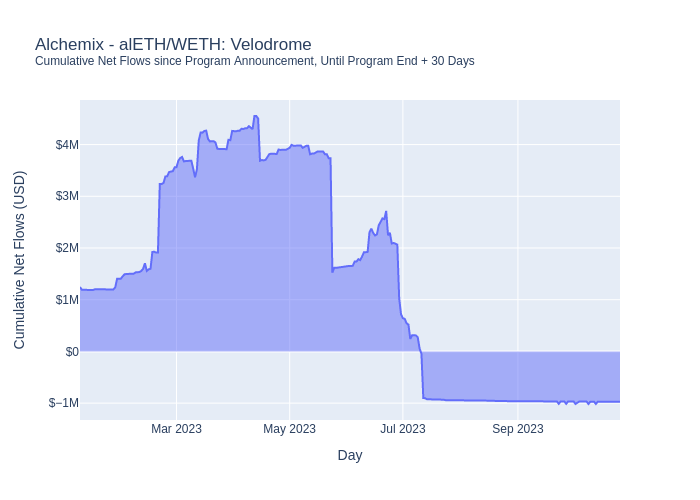 Alchemix - alETH/WETH: Velodrome
Cumulative Net Flows since Program Announcement, Until Program End + 30 Days
Cumulative Net Flows (USD)
$4M
$3M
$2M
$1M
$0
$−1M
Mar 2023
May 2023
Jul 2023
Sep 2023
Day